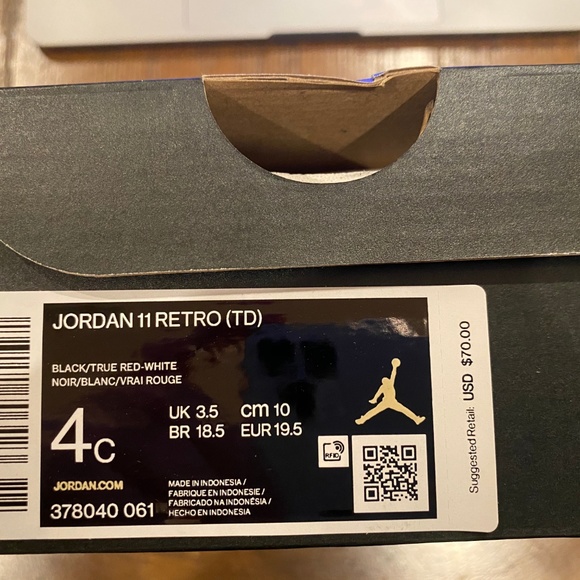 JORDAN 11 RETRO (TD)
BLACK/TRUE RED-WHITE
NOIR/BLANC/VRAI ROUGE
4C
UK 3.5 cm 10
BR 18.5 EUR 19.5
RFID
JORDAN.COM
378040 061
MADE IN INDONESIA/
FABRIQUE EN INDONESIE/
FABRICADO NA INDONÉSIA/
HECHO EN INDONESIA
Suggested Retail: USD $70.00